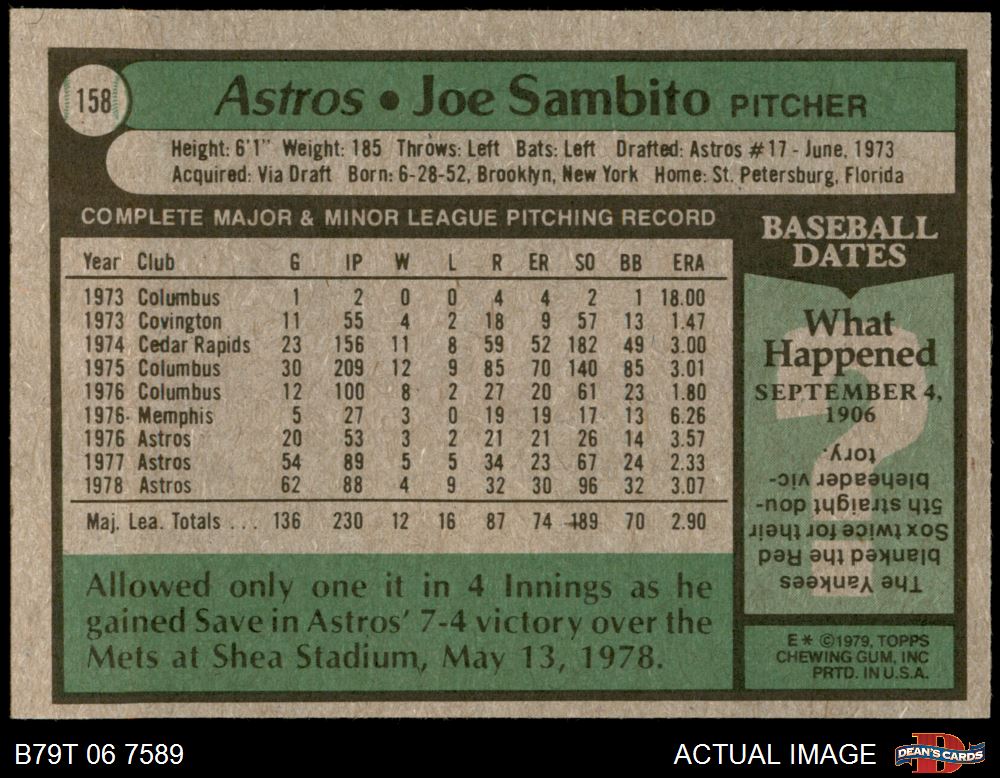 158
Astros • Joe Sambito PITCHER
Height: 6'1" Weight: 185 Throws: Left Bats: Left Drafted: Astros #17 - June, 1973
Acquired: Via Draft Born: 6-28-52, Brooklyn, New York Home: St. Petersburg, Florida
COMPLETE MAJOR & MINOR LEAGUE PITCHING RECORD
Year Club G IP W L R ER SO BB ERA
1973 Columbus 1 2 0 0 4 4 2 1 18.00
1973 Covington 11 55 4 2 18 9 57 13 1.47
1974 Cedar Rapids 23 156 11 8 59 52 182 49 3.00
1975 Columbus 30 209 12 9 85 70 140 85 3.01
1976 Columbus 12 100 8 2 27 20 61 23 1.80
1976 Memphis 5 27 3 0 19 19 17 13 6.26
1976 Astros 20 53 3 2 21 21 26 14 3.57
1977 Astros 54 89 5 5 34 23 67 24 2.33
1978 Astros 62 88 4 9 32 30 96 32 3.07
Maj. Lea. Totals ... 136 230 12 16 87 74 189 70 2.90
Allowed only one it in 4 Innings as he
gained Save in Astros' 7-4 victory over the
Mets at Shea Stadium, May 13, 1978.
BASEBALL
DATES
What
Happened
SEPTEMBER 4,
1906
The Yankees
blanked the Red
Sox twice for their
5th straight dou-
bleheader vic-
tory.
E* ©1979, TOPPS
CHEWING GUM, INC
PRTD. IN U.S.A.
B79T 06 7589
ACTUAL IMAGE
D
DEAN'S CARDS